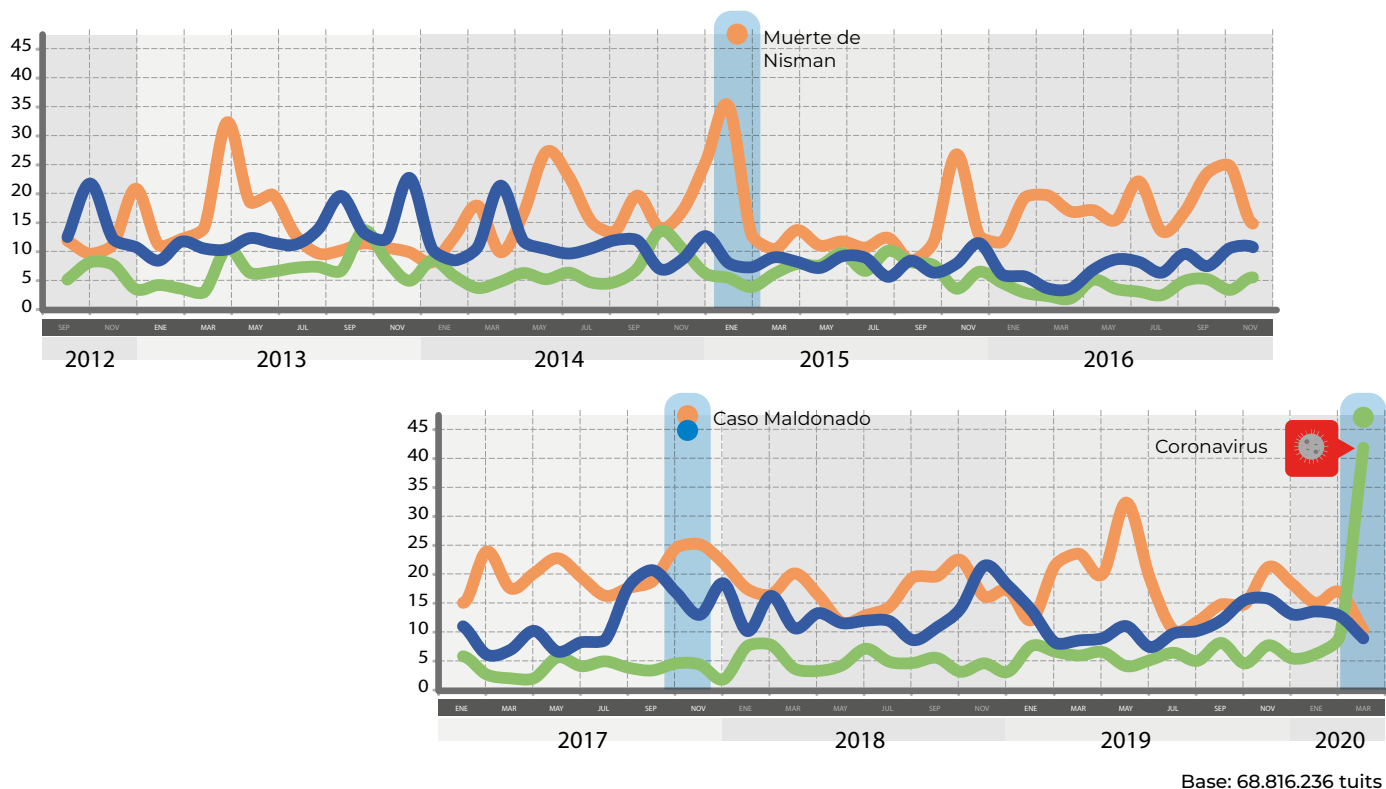 Muerte de
Nisman
45
40
35
30
25
20
15
10
5
0
SEP NOV ENE MAR MAY JUL SEP NOV ENE MAR MAY JUL SEP NOV ENE MAR MAY JUL SEP NOV ENE MAR MAY JUL SEP NOV
2012 2013 2014 2015 2016
Caso Maldonado
Coronavirus
45
40
35
30
25
20
15
10
5
0
ENE MAR MAY JUL SEP NOV ENE MAR MAY JUL SEP NOV ENE MAR MAY JUL SEP NOV ENE MAR
2017 2018 2019 2020
Base: 68.816.236 tuits